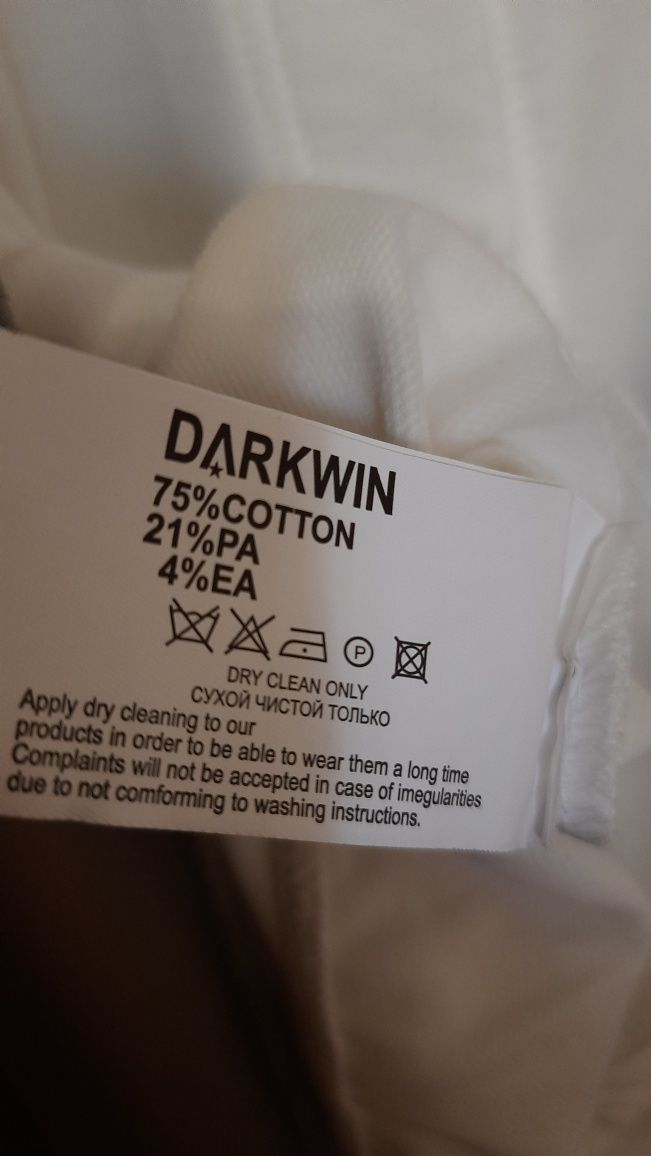 DARKWIN
75%COTTON
21%PA
4%EA
P
DRY CLEAN ONLY
СУХОЙ ЧИСТОЙ ТОЛЬКО
Apply dry cleaning to our
products in order to be able to wear them a long time
Complaints will not be accepted in case of imegularities
due to not comforming to washing instructions.